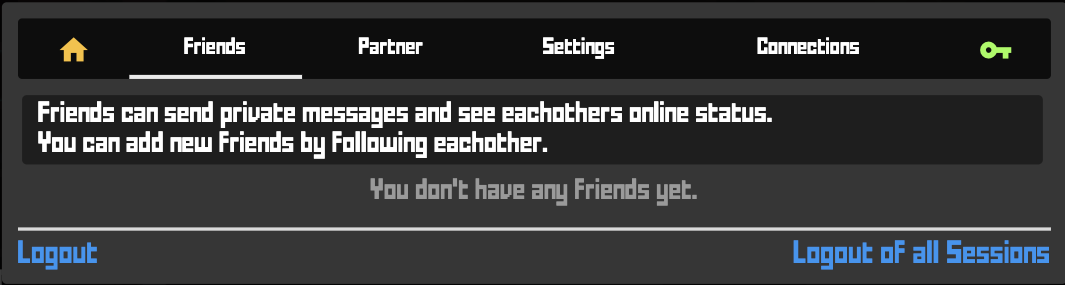 Friends Partner Settings Connections
Friends can send private messages and see eachothers online status.
You can add new Friends by Following eachother.
You don't have any Friends yet.
Logout Logout of all Sessions